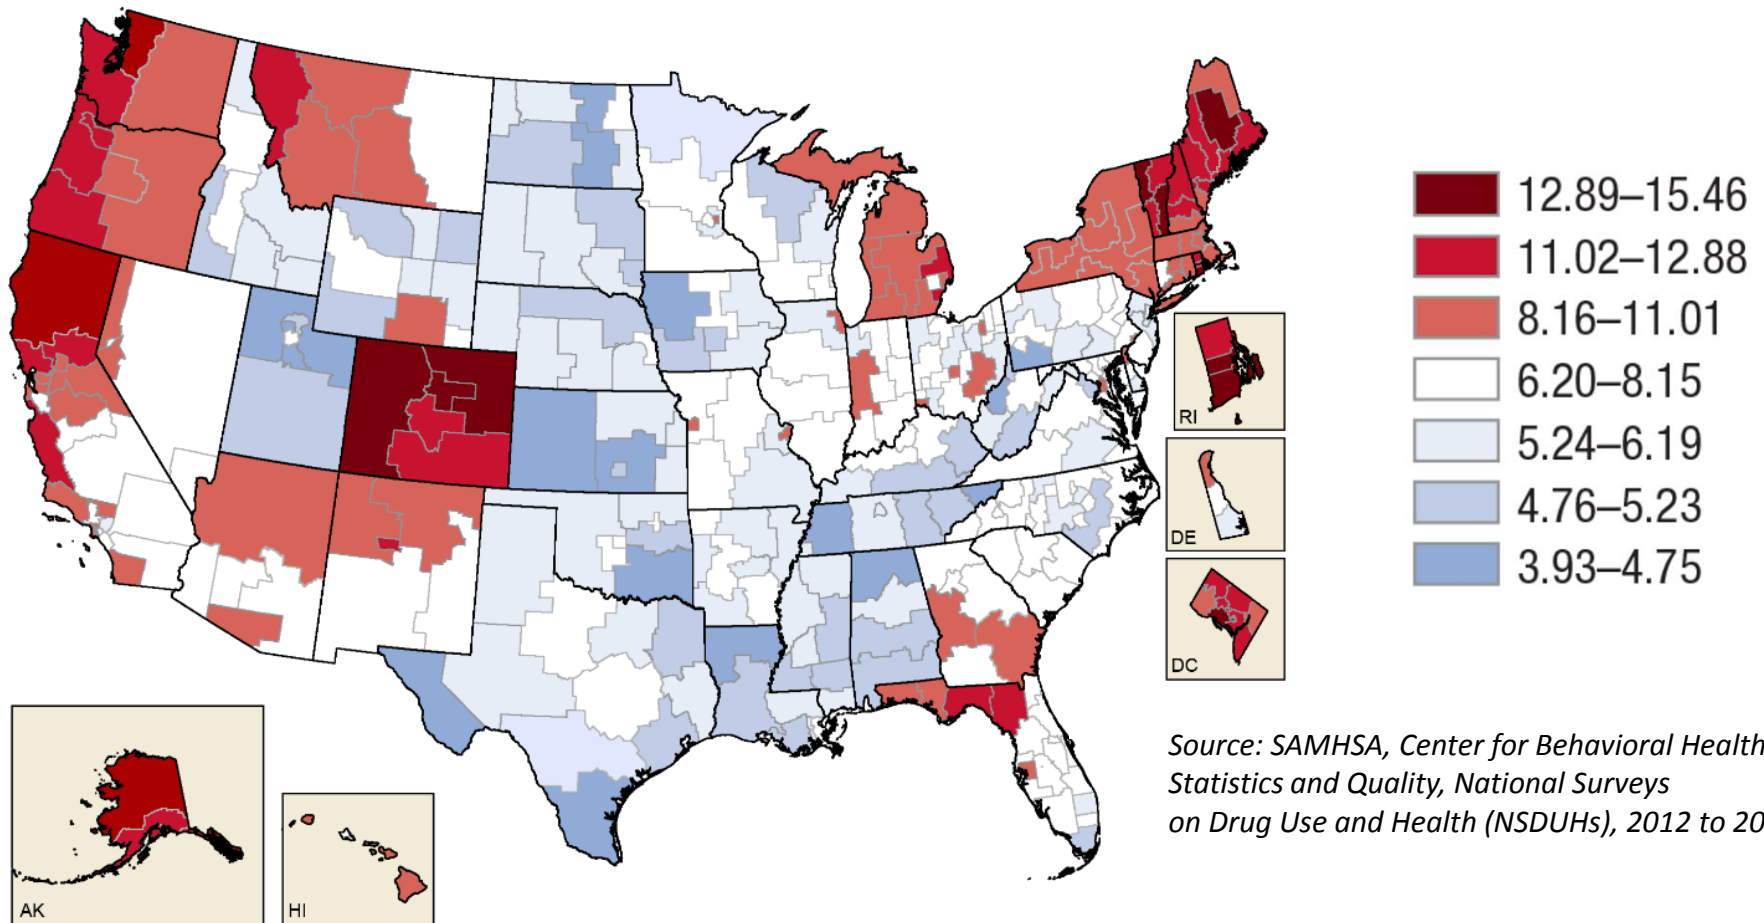 12.89–15.46
11.02–12.88
8.16–11.01
6.20–8.15
5.24–6.19
4.76–5.23
3.93–4.75
RI
DE
DC
AK
HI
Source: SAMHSA, Center for Behavioral Health
Statistics and Quality, National Surveys
on Drug Use and Health (NSDUHs), 2012 to 20